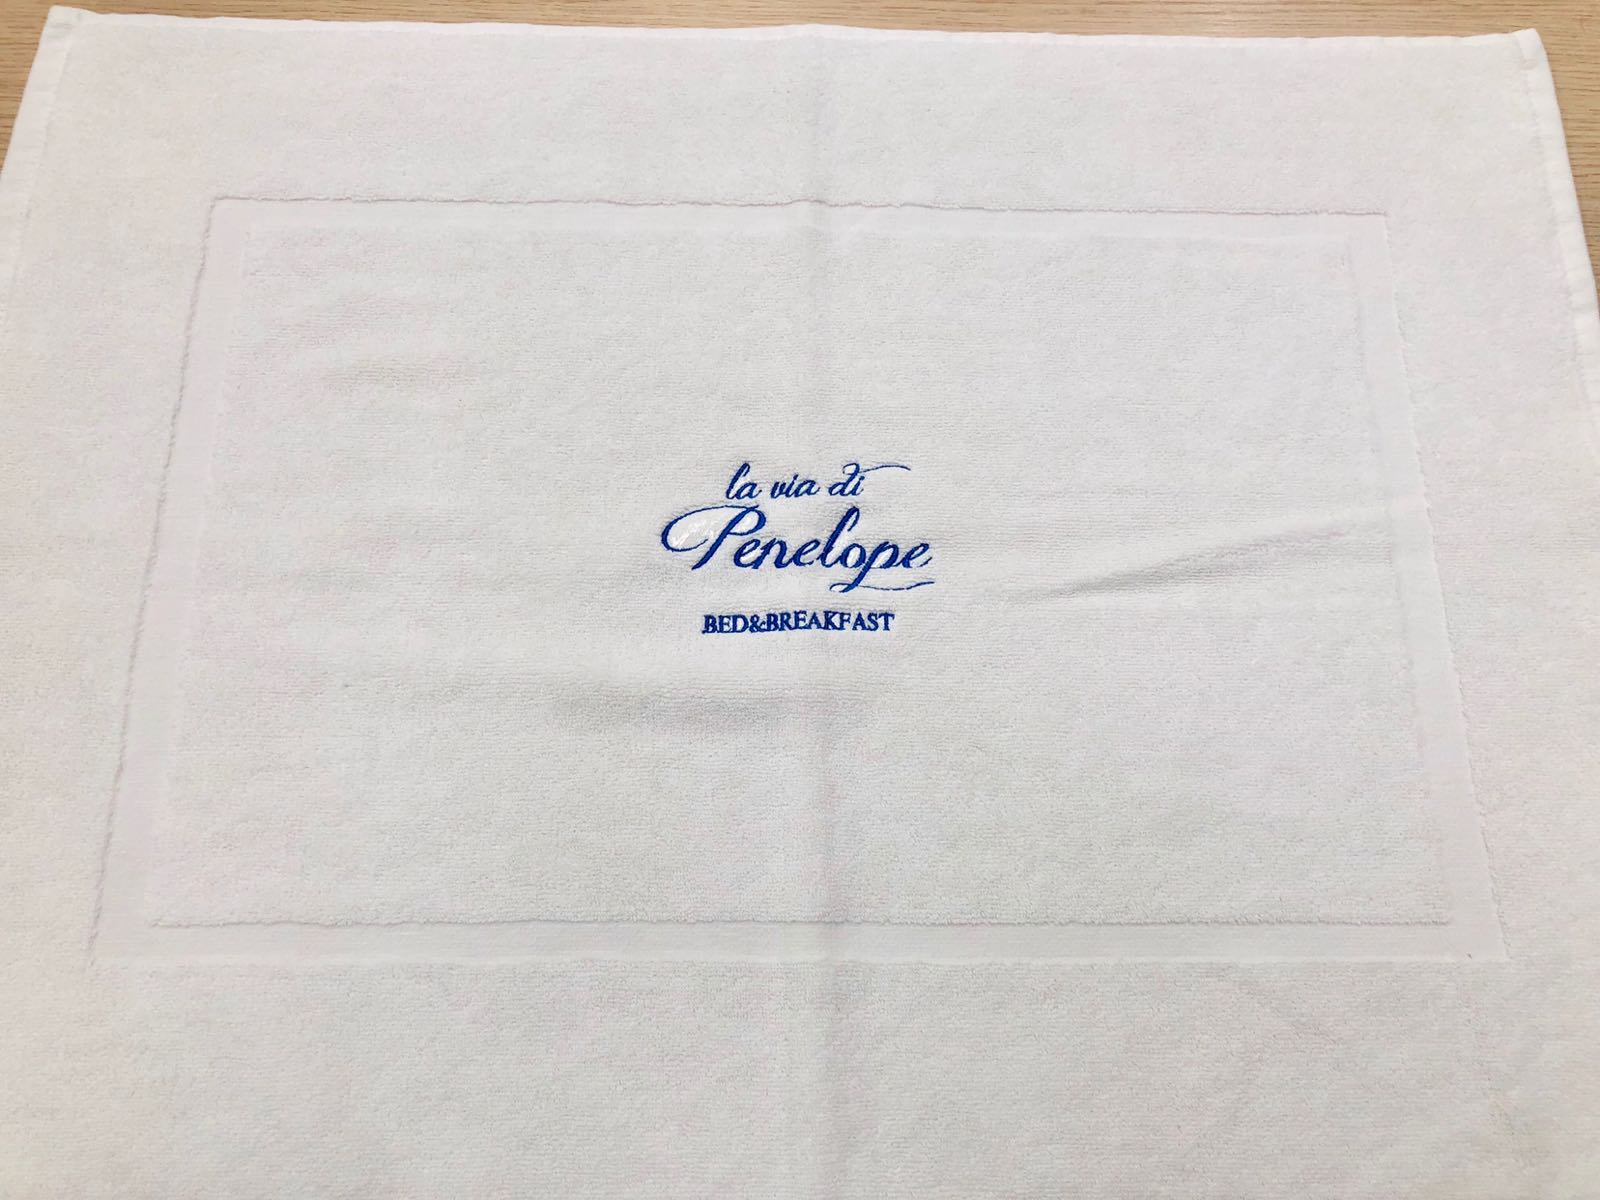 la via di
Penelope
BED&BREAKFAST